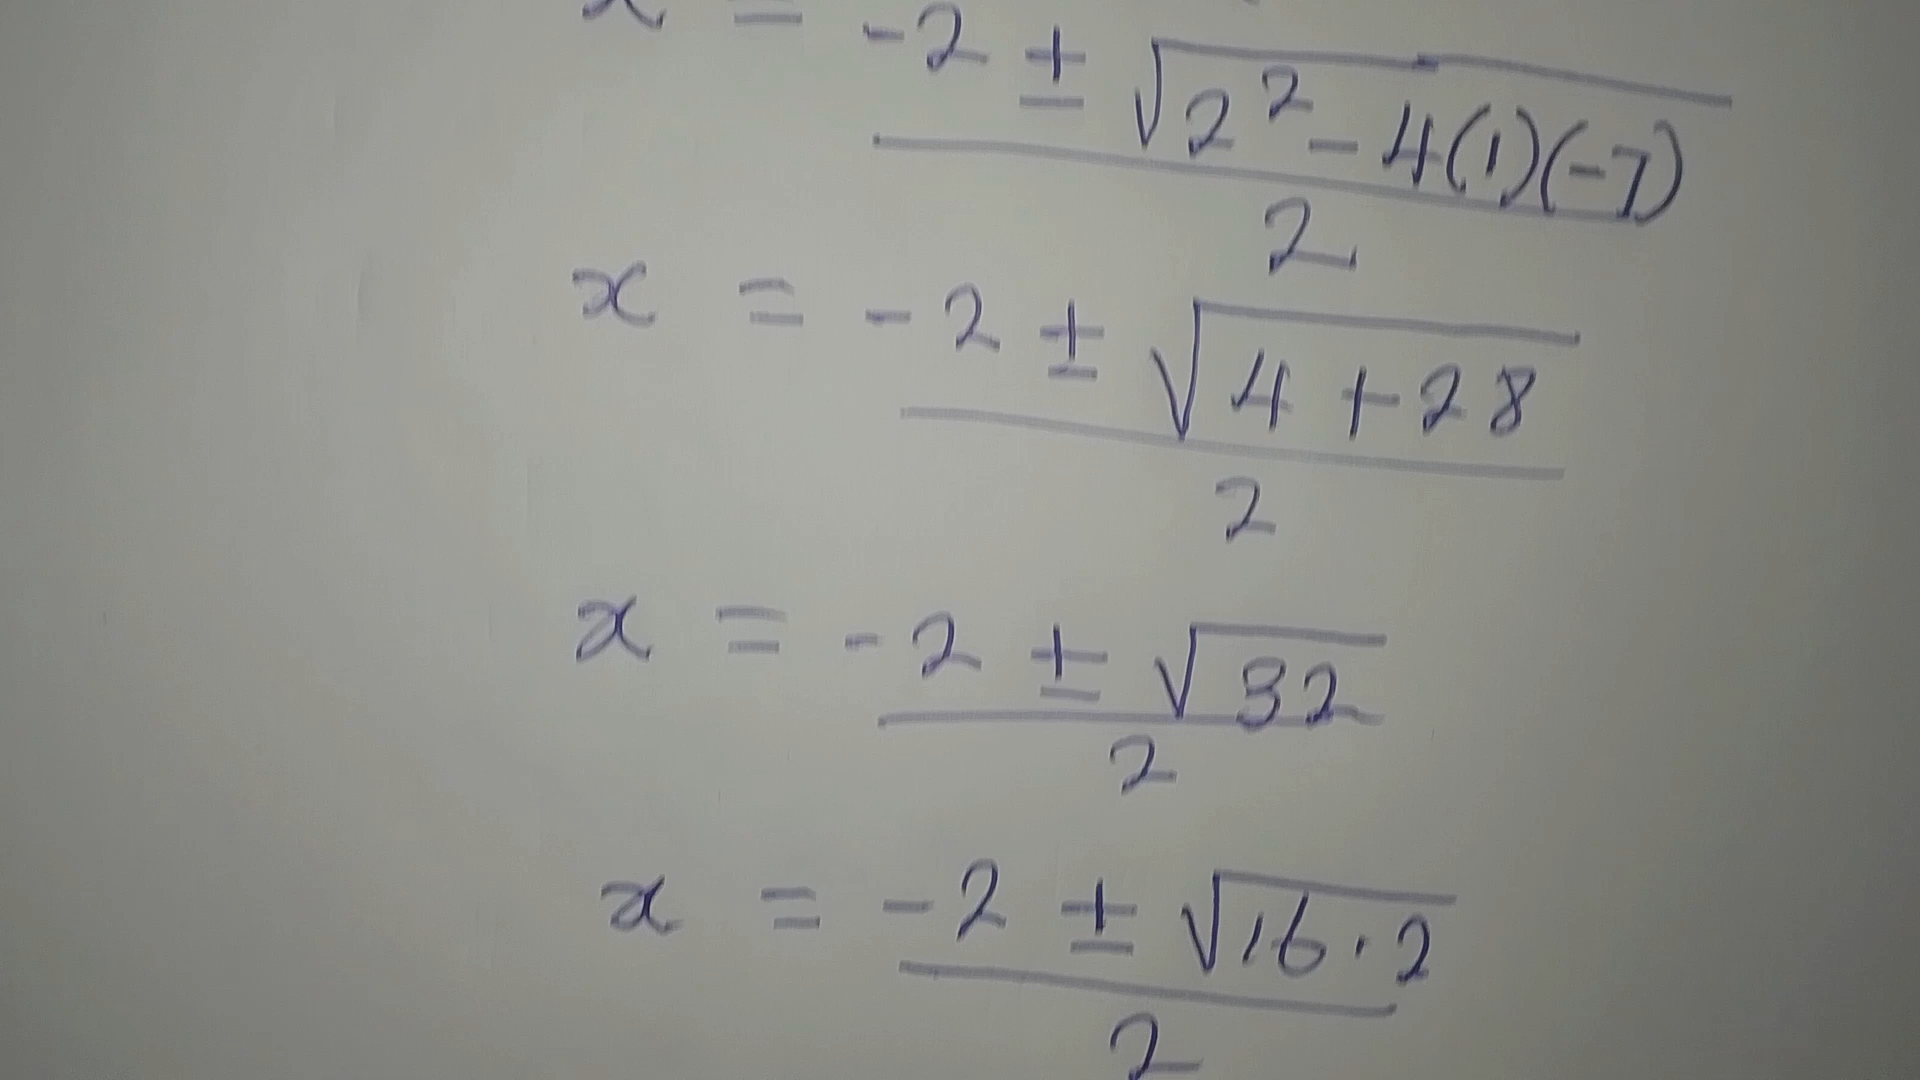 x = -2 ± √2² - 4(1)(-7)
2
x = -2 ± √4 + 28
2
x = -2 ± √32
2
x = -2 ± √16 · 2
2